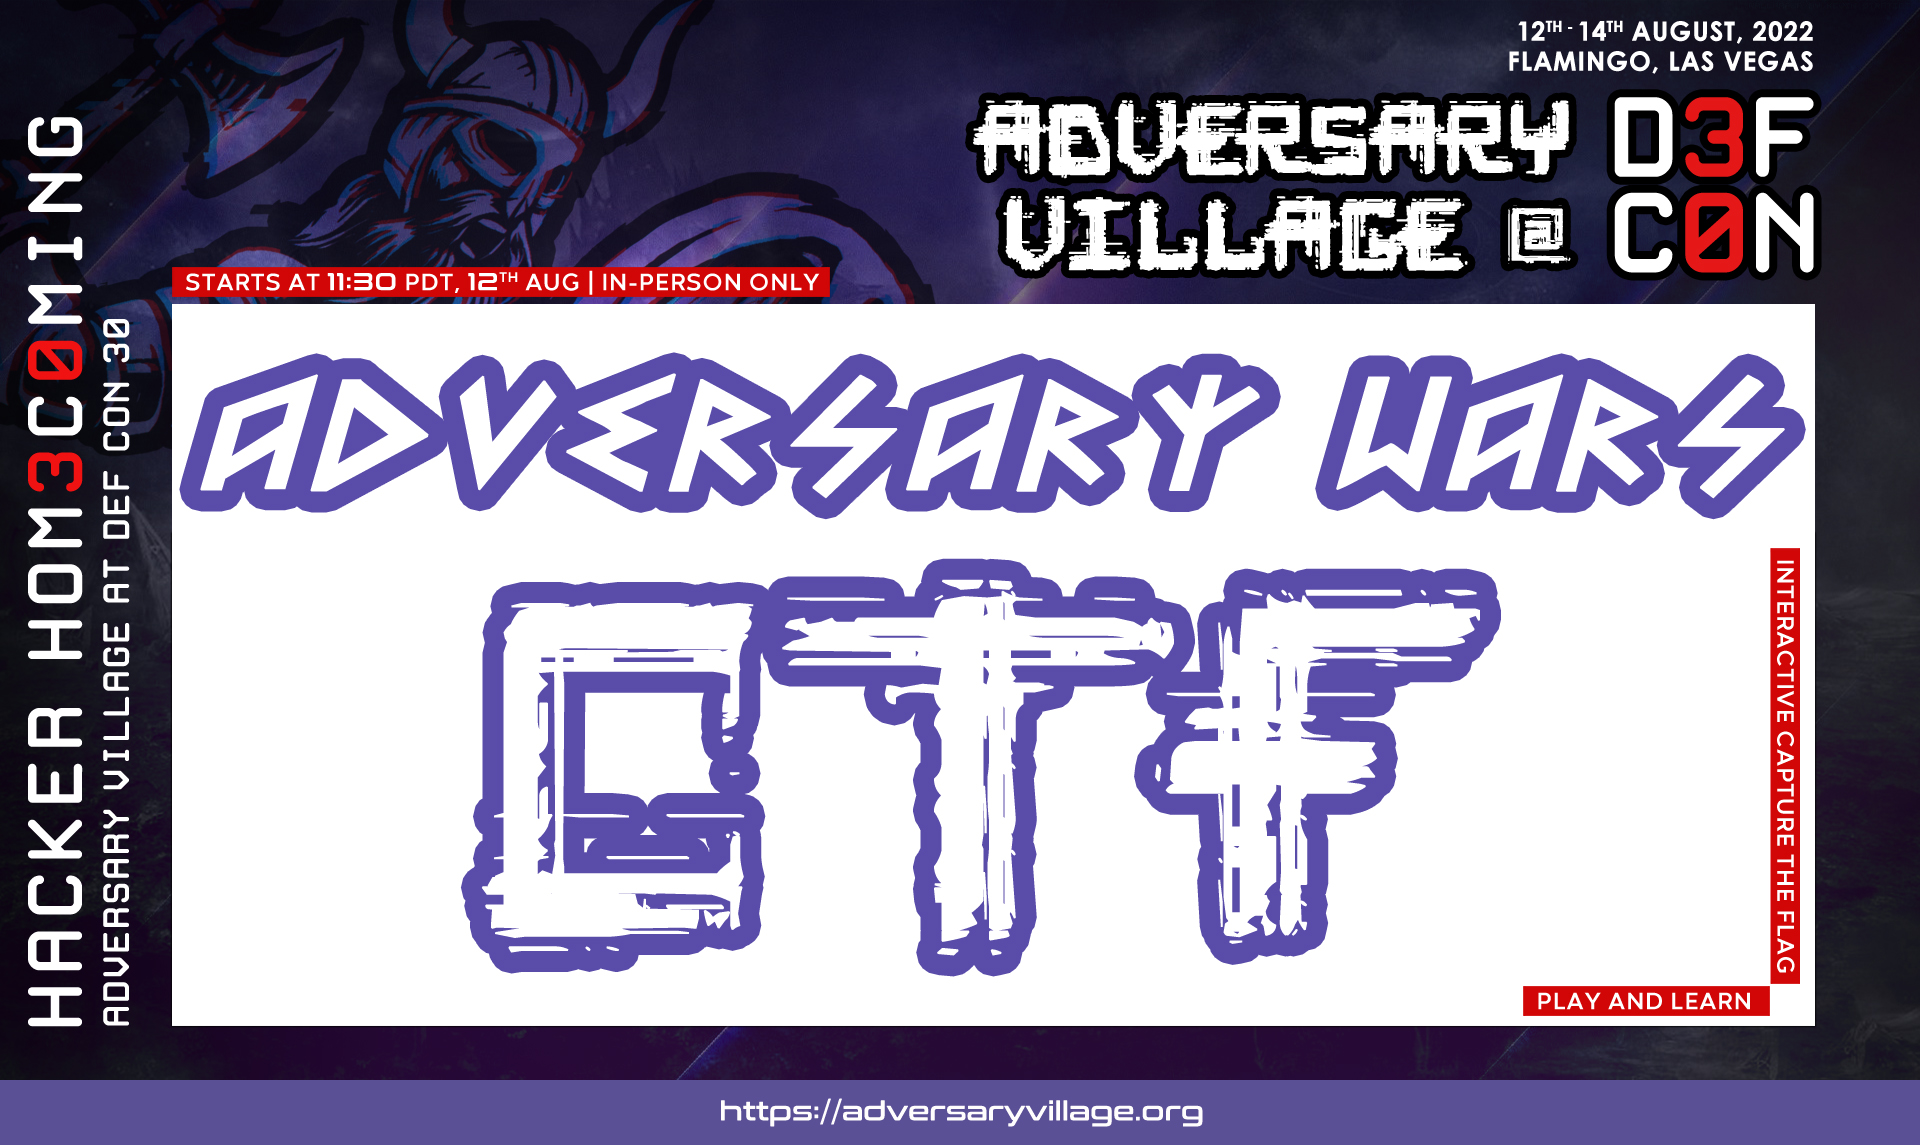 12TH - 14TH AUGUST, 2022
FLAMINGO, LAS VEGAS
ADVERSARY
VILLAGE @
D3F
C0N
HACKER HOM3C0MING
ADVERSARY VILLAGE AT DEF CON 30
STARTS AT 11:30 PDT, 12TH AUG | IN-PERSON ONLY
ADVERSARY WARS
CTF
INTERACTIVE CAPTURE THE FLAG
PLAY AND LEARN
https://adversaryvillage.org